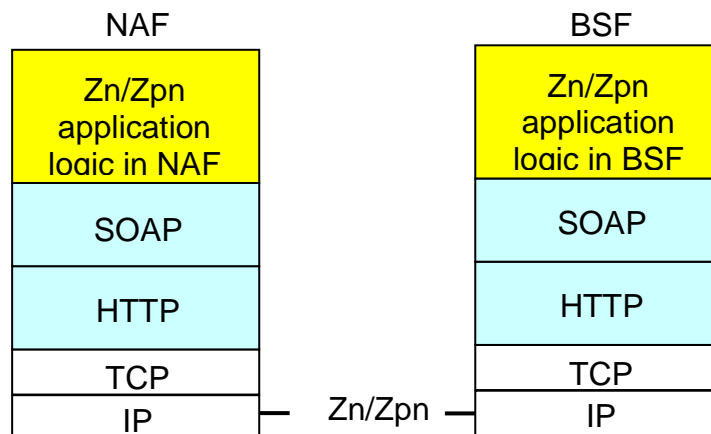 NAF
BSF
Zn/Zpn
application
logic in NAF
SOAP
HTTP
TCP
IP
Zn/Zpn
Zn/Zpn
application
logic in BSF
SOAP
HTTP
TCP
IP